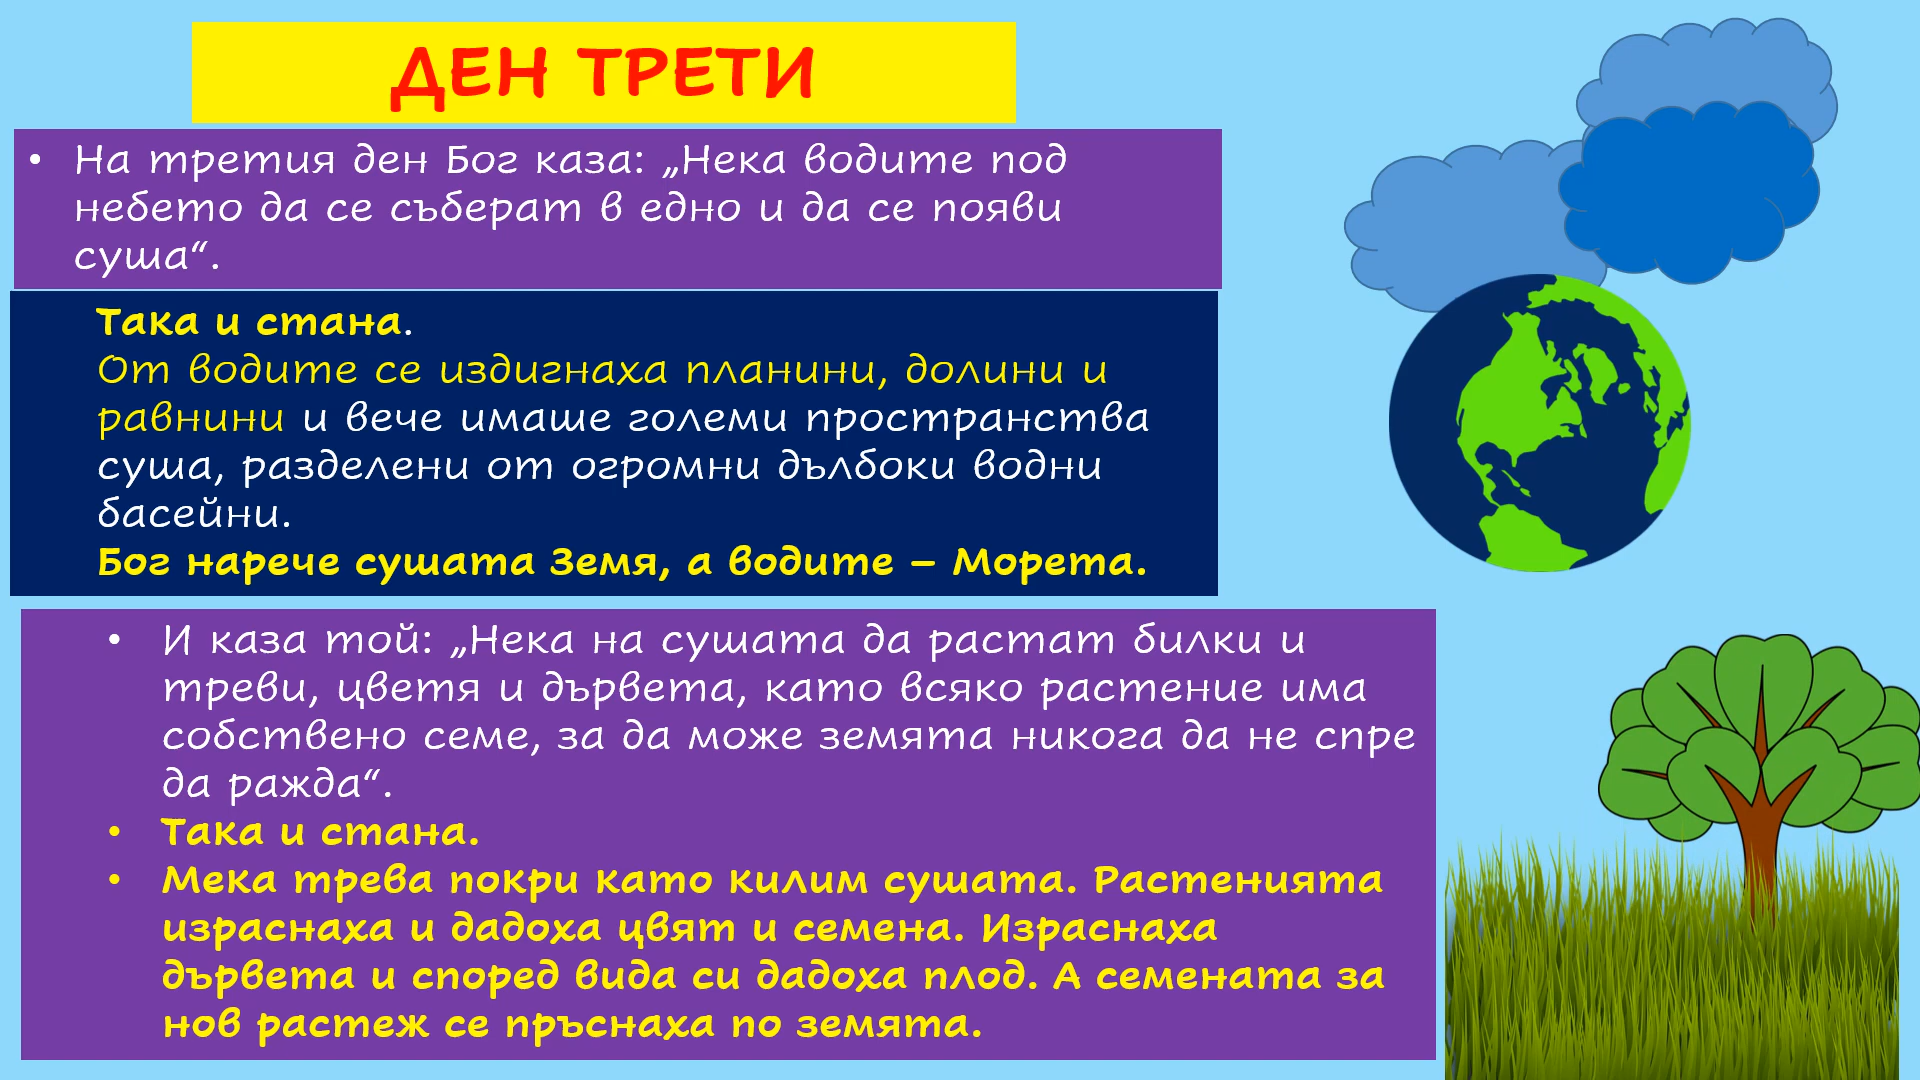 ДЕН ТРЕТИ
• На третия ден Бог каза: „Нека водите под
небето да се съберат в едно и да се появи
суша“.
Така и стана.
От водите се издигнаха планини, долини и
равнини и вече имаше големи пространства
суша, разделени от огромни дълбоки водни
басейни.
Бог нарече сушата Земя, а водите – Морета.
• И каза той: „Нека на сушата да растат билки и
треви, цветя и дървета, като всяко растение има
собствено семе, за да може земята никога да не спре
да ражда“.
• Така и стана.
• Мека трева покри като килим сушата. Растенията
израснаха и дадоха цвят и семена. Израснаха
дървета и според вида си дадоха плод. А семената за
нов растеж се пръснаха по земята.